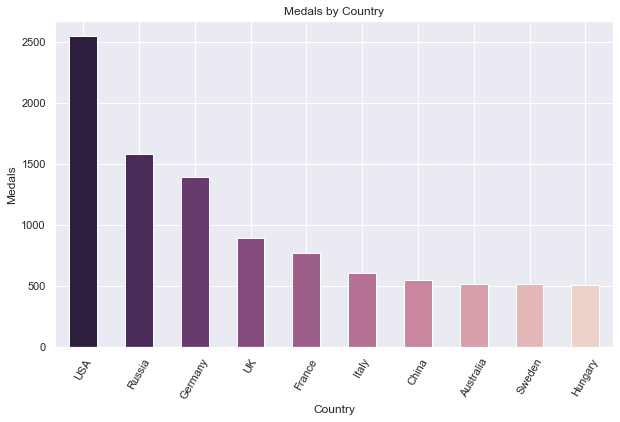 Medals by Country
Medals
2500
2000
1500
1000
500
0
USA
Russia
Germany
UK
France
Italy
China
Australia
Sweden
Hungary
Country